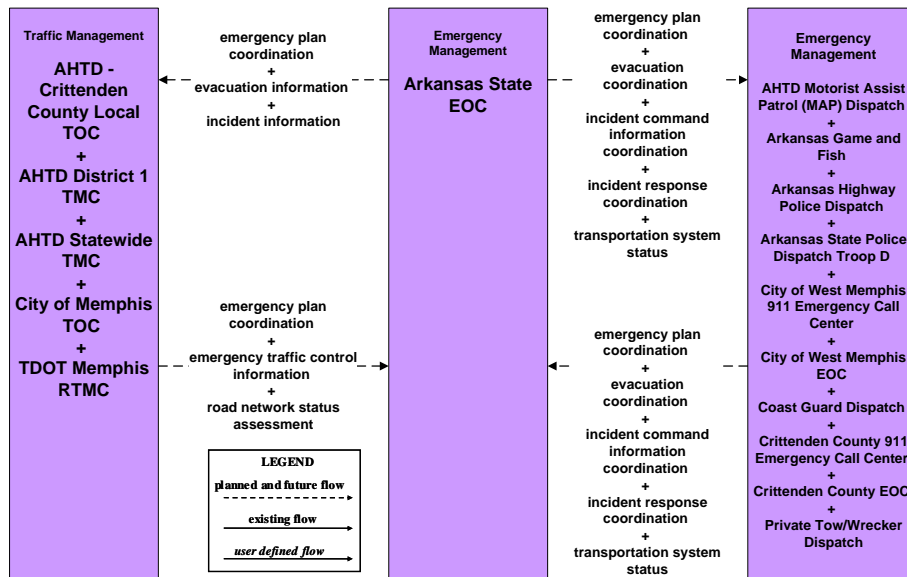 Traffic Management
AHTD -
Crittenden
County Local
TOC
+
AHTD District 1
TMC
+
AHTD Statewide
TMC
+
City of Memphis
TOC
+
TDOT Memphis
RTMC
emergency plan
coordination
+
evacuation information
+
incident information
emergency plan
coordination
+
emergency traffic control
information
+
road network status
assessment
LEGEND
planned and future flow
existing flow
user defined flow
Emergency
Management
Arkansas State
EOC
emergency plan
coordination
+
evacuation
coordination
+
incident command
information
coordination
+
incident response
coordination
+
transportation system
status
emergency plan
coordination
+
evacuation
coordination
+
incident command
information
coordination
+
incident response
coordination
+
transportation system
status
Emergency
Management
AHTD Motorist Assist
Patrol (MAP) Dispatch
+
Arkansas Game and
Fish
+
Arkansas Highway
Police Dispatch
+
Arkansas State Police
Dispatch Troop D
+
City of West Memphis
911 Emergency Call
Center
+
City of West Memphis
EOC
+
Coast Guard Dispatch
+
Crittenden County 911
Emergency Call Center
+
Crittenden County EOC
+
Private Tow/Wrecker
Dispatch